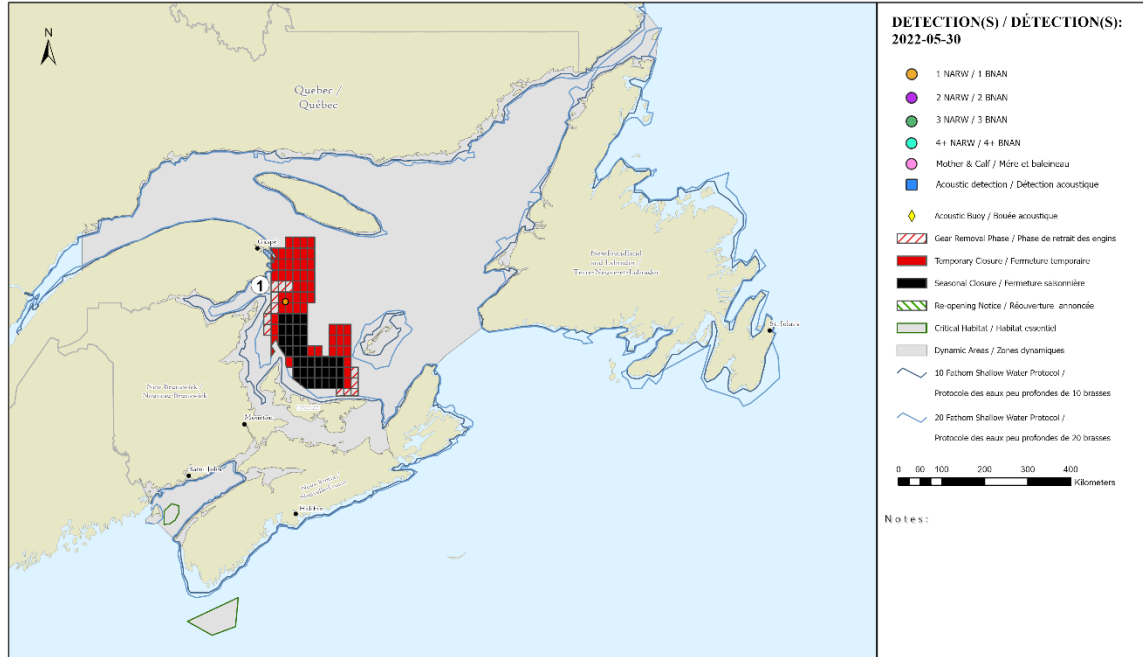 N
Quebec /
Québec
Gaspé
1
Newfoundland
and Labrador
Terre-Neuve-et-Labrador
St. John's
New Brunswick /
Nouveau-Brunswick
Moncton
Saint John
Nova Scotia /
Nouvelle-Écosse
Halifax
DETECTION(S) / DÉTECTION(S):
2022-05-30
1 NARW / 1 BNAN
2 NARW / 2 BNAN
3 NARW / 3 BNAN
4+ NARW / 4+ BNAN
Mother & Calf / Mère et baleineau
Acoustic detection / Détection acoustique
Acoustic Buoy / Bouée acoustique
Gear Removal Phase / Phase de retrait des engins
Temporary Closure / Fermeture temporaire
Seasonal Closure / Fermeture saisonnière
Re-opening Notice / Réouverture annoncée
Critical Habitat / Habitat essentiel
Dynamic Areas / Zones dynamiques
10 Fathom Shallow Water Protocol /
Protocole des eaux peu profondes de 10 brasses
20 Fathom Shallow Water Protocol /
Protocole des eaux peu profondes de 20 brasses
0 50 100 200 300 400
Kilometers
Notes: